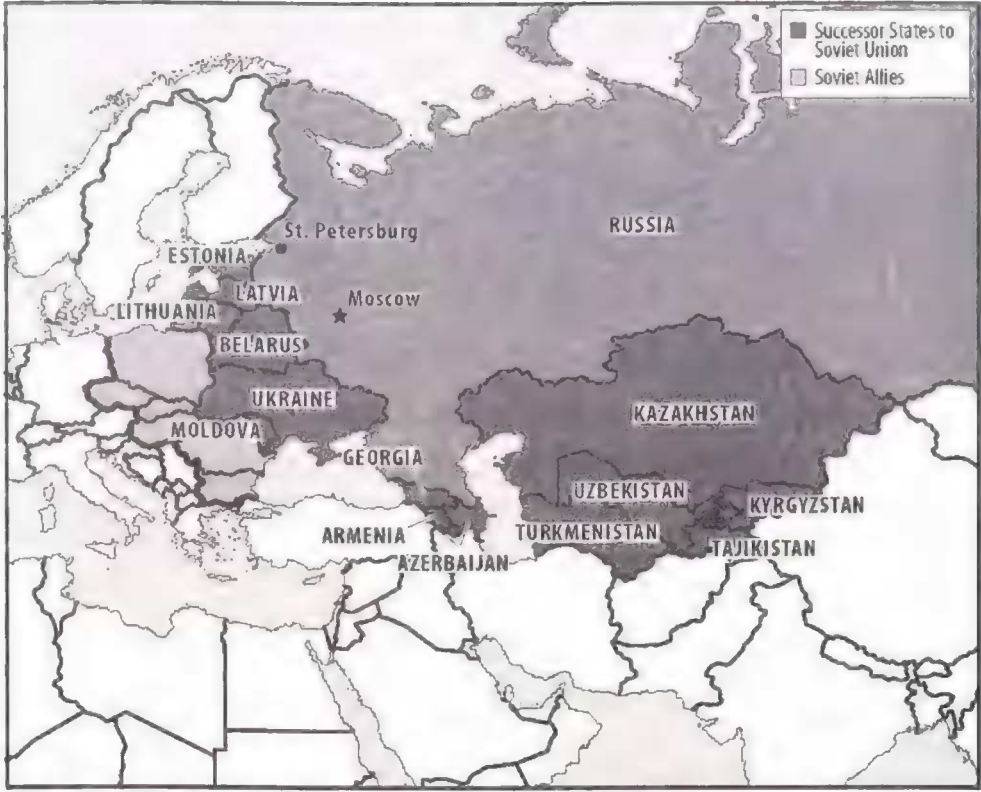 Successor States to
Soviet Union
Soviet Allies
RUSSIA
St. Petersburg
ESTONIA
LATVIA
Moscow
LITHUANIA
BELARUS
UKRAINE
KAZAKHSTAN
MOLDOVA
GEORGIA
UZBEKISTAN
KYRGYZSTAN
ARMENIA
TURKMENISTAN
TAJIKISTAN
AZERBAIJAN